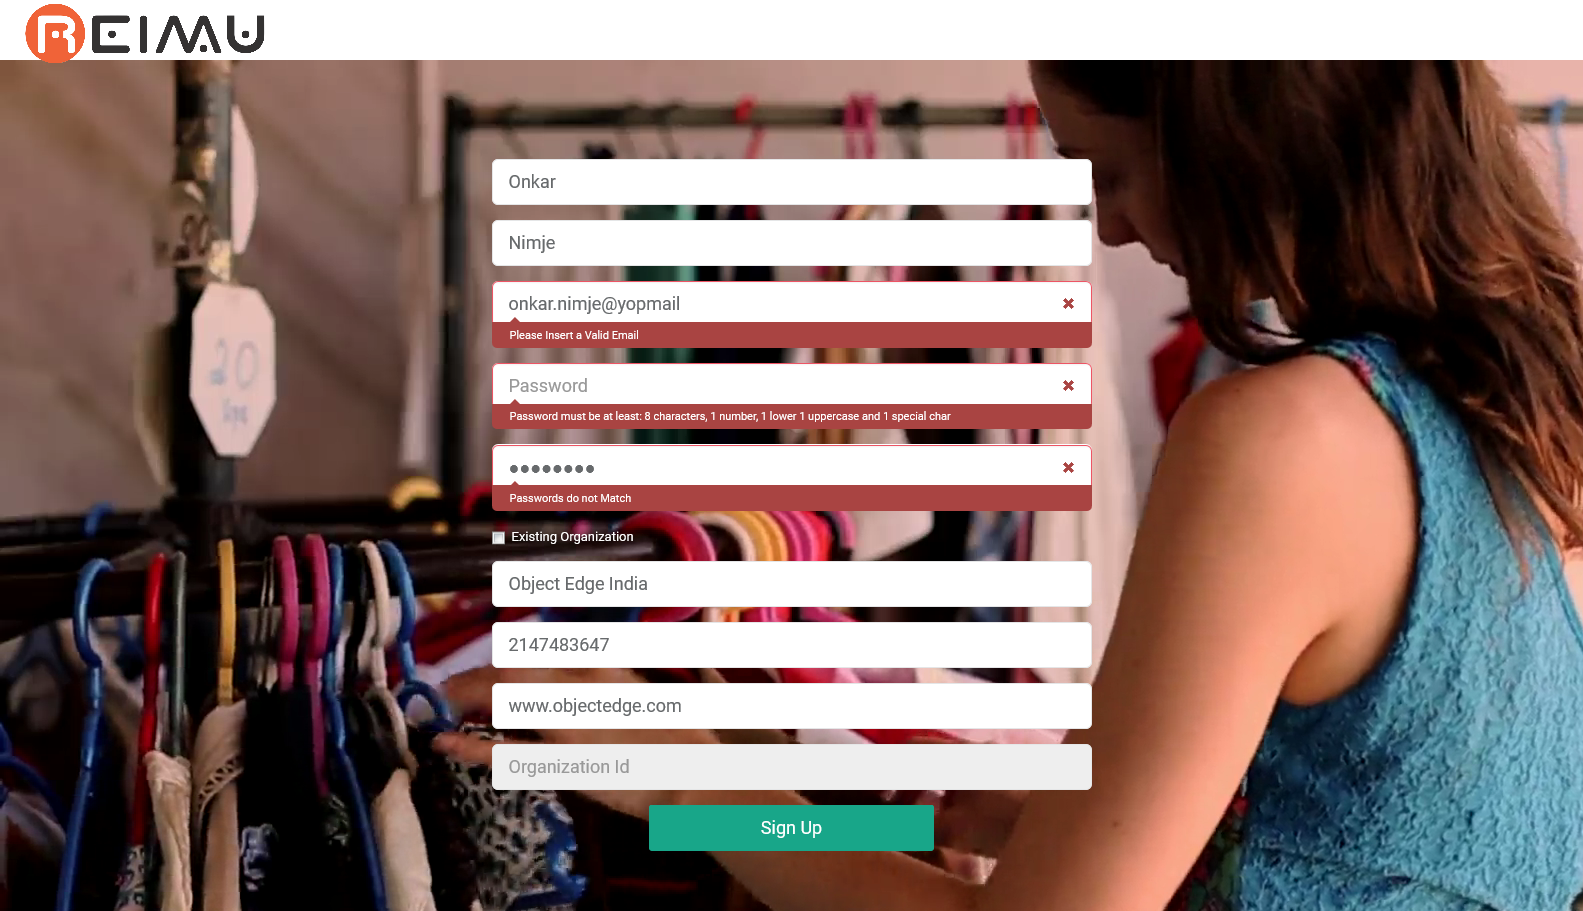 REIMU
Onkar
Nimje
onkar.nimje@yopmail
Please Insert a Valid Email
Password
Password must be at least: 8 characters, 1 number, 1 lower 1 uppercase and 1 special char
●●●●●●●●
Passwords do not Match
Existing Organization
Object Edge India
2147483647
www.objectedge.com
Organization Id
Sign Up
20